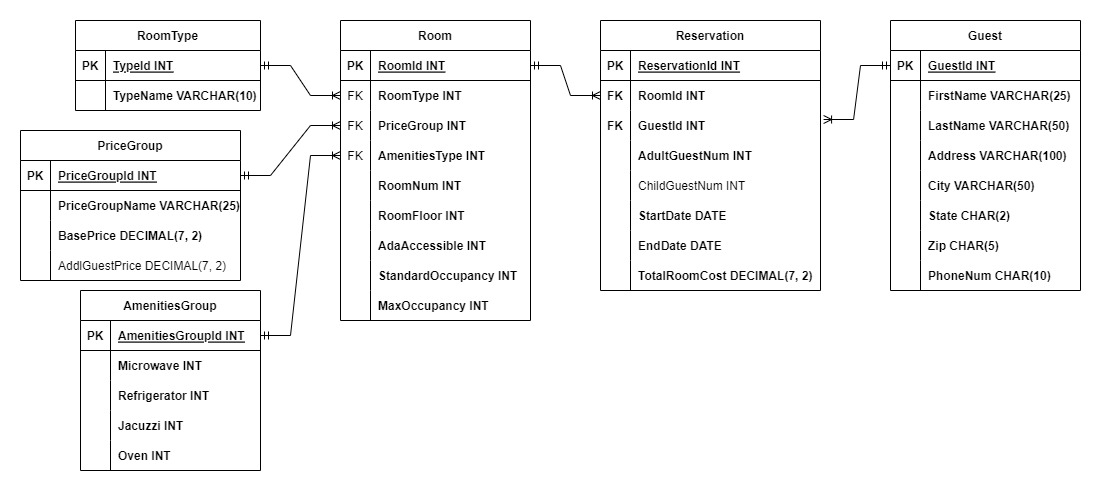 RoomType
PK TypeId INT
TypeName VARCHAR(10)
PriceGroup
PK PriceGroupId INT
PriceGroupName VARCHAR(25)
BasePrice DECIMAL(7, 2)
AddlGuestPrice DECIMAL(7, 2)
AmenitiesGroup
PK AmenitiesGroupId INT
Microwave INT
Refrigerator INT
Jacuzzi INT
Oven INT
Room
PK RoomId INT
FK RoomType INT
FK PriceGroup INT
FK AmenitiesType INT
RoomNum INT
RoomFloor INT
AdaAccessible INT
StandardOccupancy INT
MaxOccupancy INT
Reservation
PK ReservationId INT
FK RoomId INT
FK GuestId INT
AdultGuestNum INT
ChildGuestNum INT
StartDate DATE
EndDate DATE
TotalRoomCost DECIMAL(7, 2)
Guest
PK GuestId INT
FirstName VARCHAR(25)
LastName VARCHAR(50)
Address VARCHAR(100)
City VARCHAR(50)
State CHAR(2)
Zip CHAR(5)
PhoneNum CHAR(10)